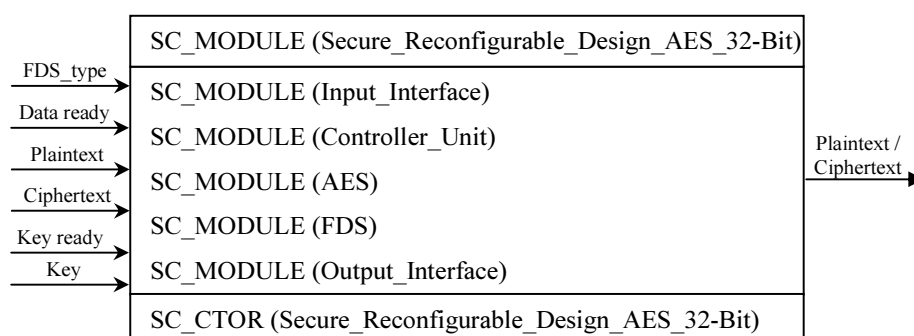 SC_MODULE (Secure_Reconfigurable_Design_AES_32-Bit)
FDS_type
Data ready
Plaintext
Ciphertext
Key ready
Key
SC_MODULE (Input_Interface)
SC_MODULE (Controller_Unit)
SC_MODULE (AES)
SC_MODULE (FDS)
SC_MODULE (Output_Interface)
Plaintext /
Ciphertext
SC_CTOR (Secure_Reconfigurable_Design_AES_32-Bit)